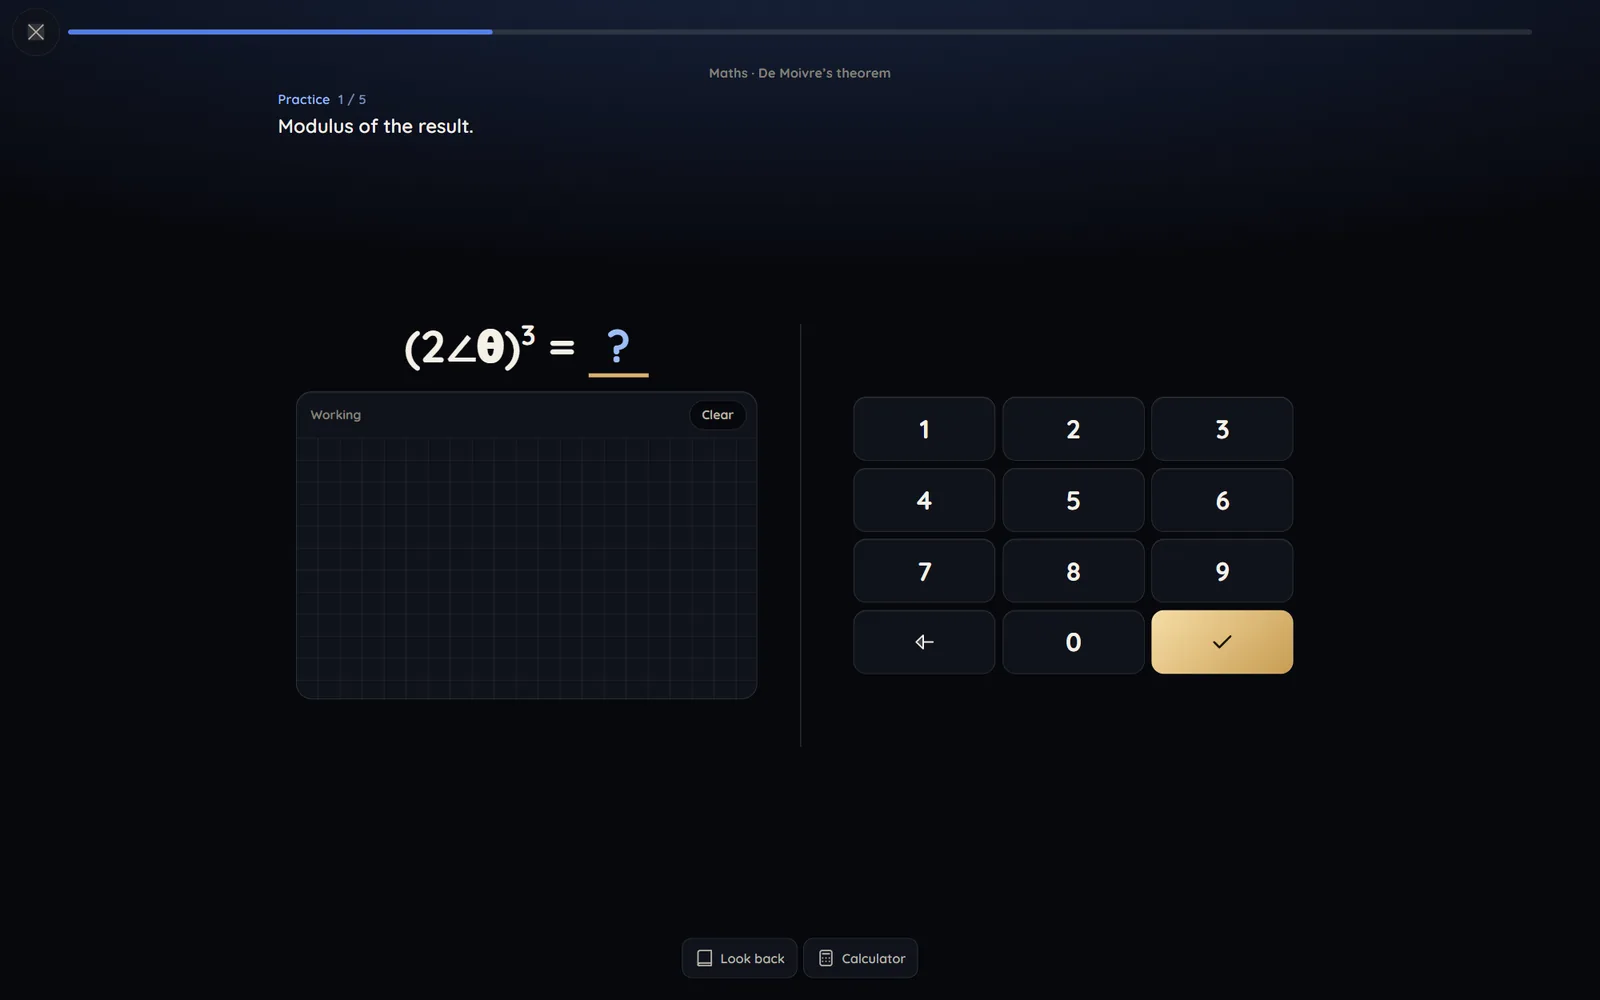 Maths · De Moivre's theorem
Practice 1 / 5
Modulus of the result.
(2∠θ)³ = ?
Working
Clear
1 2 3
4 5 6
7 8 9
0
Look back
Calculator